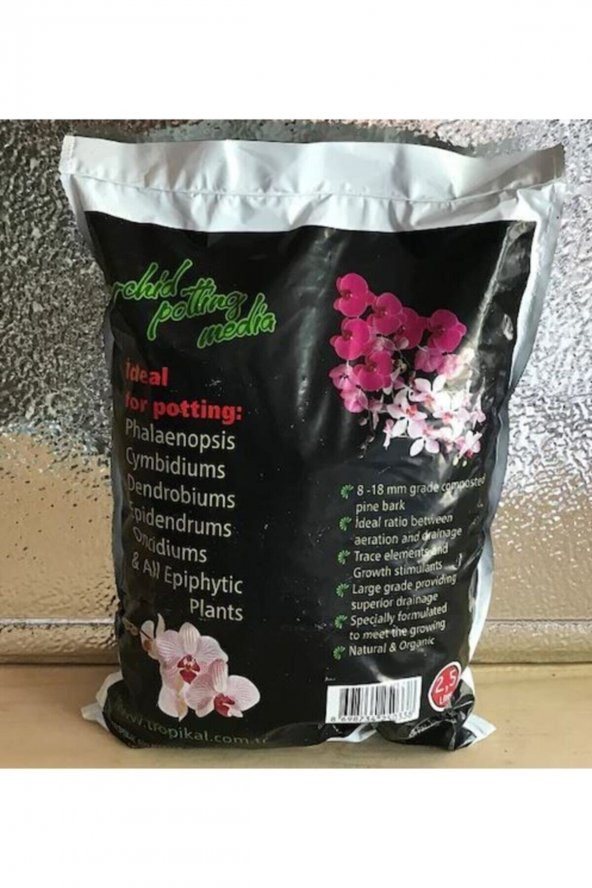 rchid
potting
media
ideal
for potting:
Phalaenopsis
Cymbidiums
Dendrobiums
Epidendrums
Oncidiums
& All Epiphytic
Plants
8 -18 mm grade composted
pine bark
Ideal ratio between
aeration and drainage
Trace elements and
Growth stimulants
Large grade providing
superior drainage
Specially formulated
to meet the growing
Natural & Organic
2,5
www.tropikal.com.tr